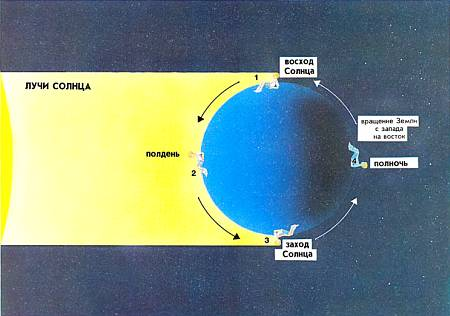 восход
Солнца
1
ЛУЧИ СОЛНЦА
вращение Земли
с запада
на восток
полдень
2
4
полночь
3
заход
Солнца